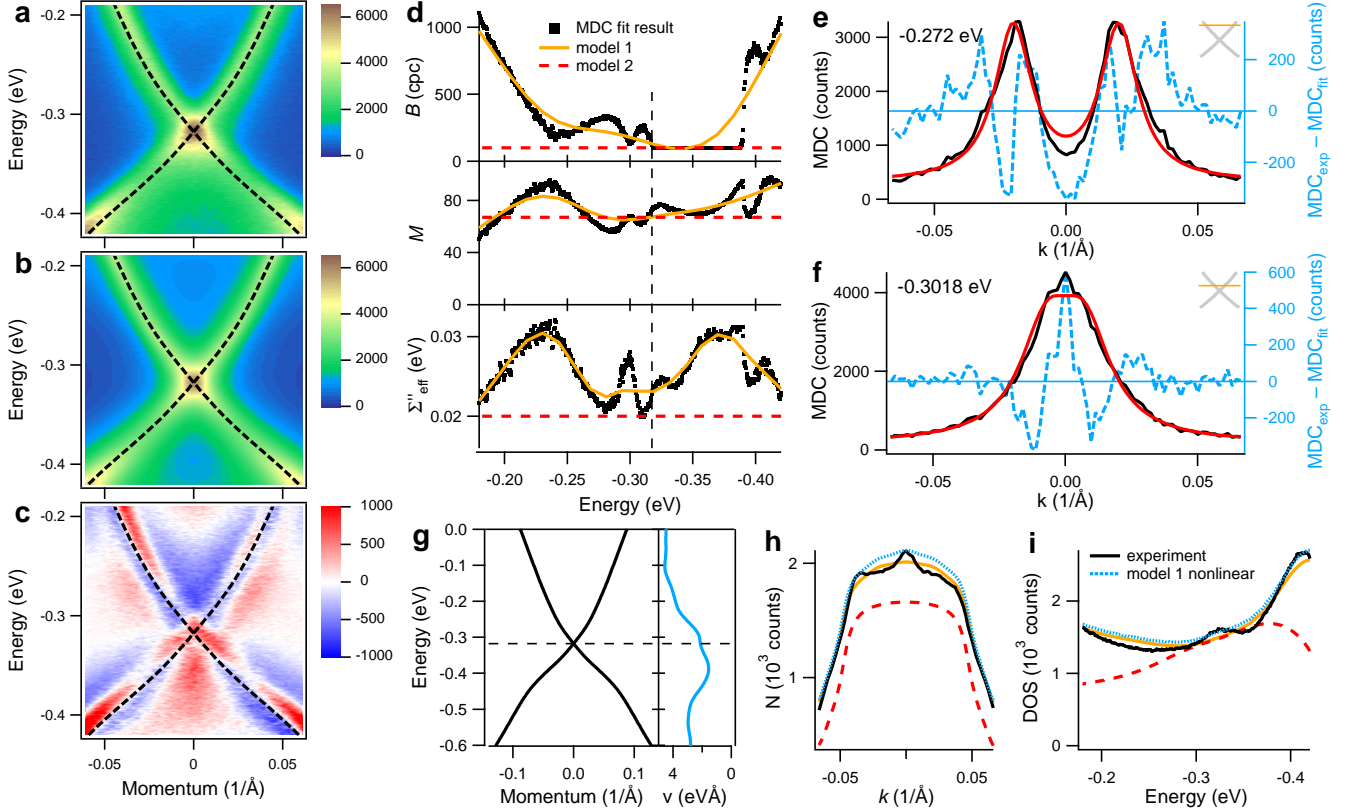 a
Energy (eV)
-0.2
-0.3
-0.4
6000
4000
2000
0
b
Energy (eV)
-0.2
-0.3
-0.4
6000
4000
2000
0
c
Energy (eV)
-0.2
-0.3
-0.4
1000
500
0
-500
-1000
-0.05
0
0.05
Momentum (1/Å)
d
B (cpc)
1000
500
0
MDC fit result
model 1
model 2
M
80
40
0
Σ''eff (eV)
0.03
0.02
-0.20
-0.25
-0.30
-0.35
-0.40
Energy (eV)
e
-0.272 eV
MDC (counts)
3000
2000
1000
0
-0.05
0.00
0.05
k (1/Å)
200
0
-200
MDCexp − MDCfit (counts)
f
-0.3018 eV
MDC (counts)
4000
2000
0
-0.05
0.00
0.05
k (1/Å)
600
400
200
0
-200
MDCexp − MDCfit (counts)
g
Energy (eV)
0.0
-0.1
-0.2
-0.3
-0.4
-0.5
-0.6
-0.1
0.0
0.1
Momentum (1/Å)
4
2
0
v (eVÅ)
h
N (10³ counts)
2
1
-0.05
0.00
0.05
k (1/Å)
i
experiment
model 1 nonlinear
DOS (10³ counts)
2
1
0
-0.2
-0.3
-0.4
Energy (eV)